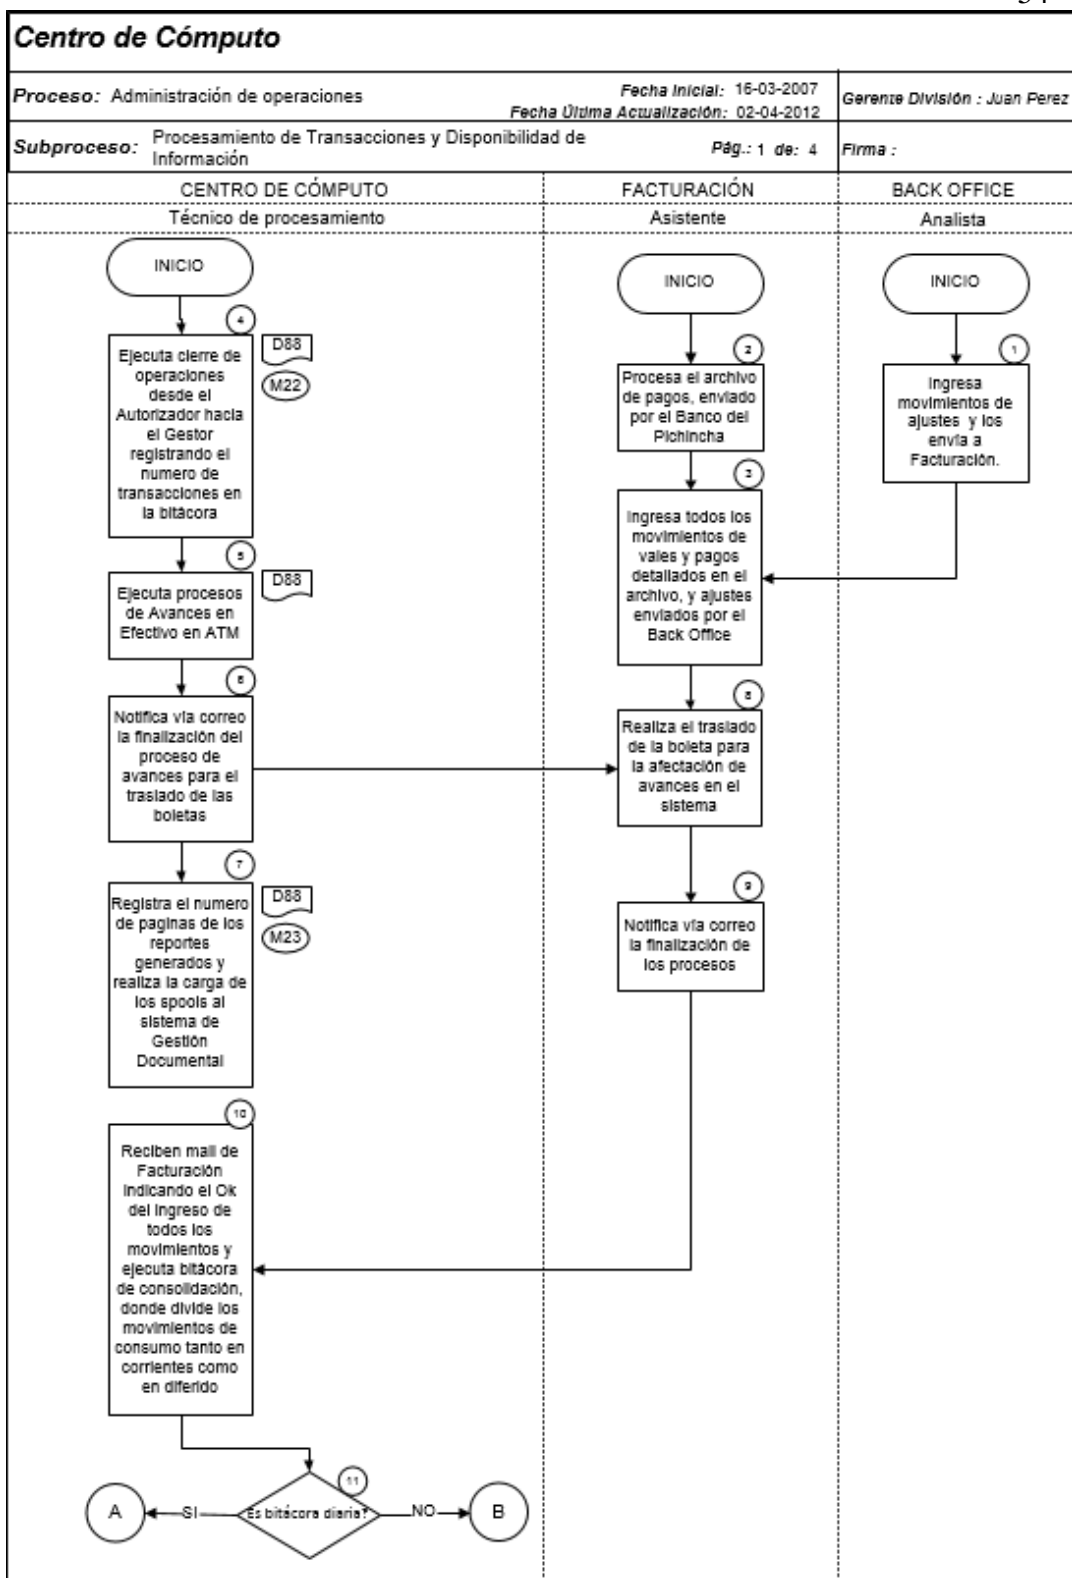 Centro de Cómputo
Proceso: Administración de operaciones
Fecha Inicial: 16-03-2007
Fecha Última Actualización: 02-04-2012
Gerente División : Juan Perez
Subproceso: Procesamiento de Transacciones y Disponibilidad de
Información
Pág.: 1 de: 4
Firma :
CENTRO DE CÓMPUTO
FACTURACIÓN
BACK OFFICE
Técnico de procesamiento
Asistente
Analista
INICIO
4
Ejecuta cierre de
operaciones
desde el
Autorizador hacia
el Gestor
registrando el
numero de
transacciones en
la bitácora
D88
M22
5
Ejecuta procesos
de Avances en
Efectivo en ATM
D88
6
Notifica vía correo
la finalización del
proceso de
avances para el
traslado de las
boletas
7
Registra el numero
de paginas de los
reportes
generados y
realiza la carga de
los spools al
sistema de
Gestión
Documental
D88
M23
10
Reciben mail de
Facturación
indicando el Ok
del ingreso de
todos los
movimientos y
ejecuta bitácora
de consolidación,
donde divide los
movimientos de
consumo tanto en
corrientes como
en diferido
11
Es bitácora diaria?
SI
A
NO
B
INICIO
2
Procesa el archivo
de pagos, enviado
por el Banco del
Pichincha
3
Ingresa todos los
movimientos de
vales y pagos
detallados en el
archivo, y ajustes
enviados por el
Back Office
8
Realiza el traslado
de la boleta para
la afectación de
avances en el
sistema
9
Notifica vía correo
la finalización de
los procesos
INICIO
1
Ingresa
movimientos de
ajustes y los
envía a
Facturación.